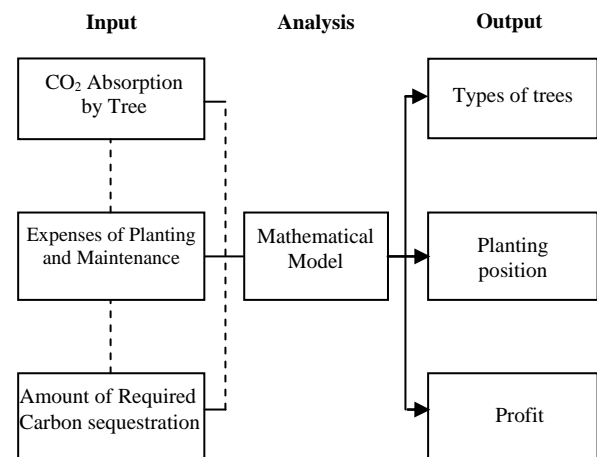 Input
Analysis
Output
CO₂ Absorption
by Tree
Types of trees
Expenses of Planting
and Maintenance
Mathematical
Model
Planting
position
Amount of Required
Carbon sequestration
Profit